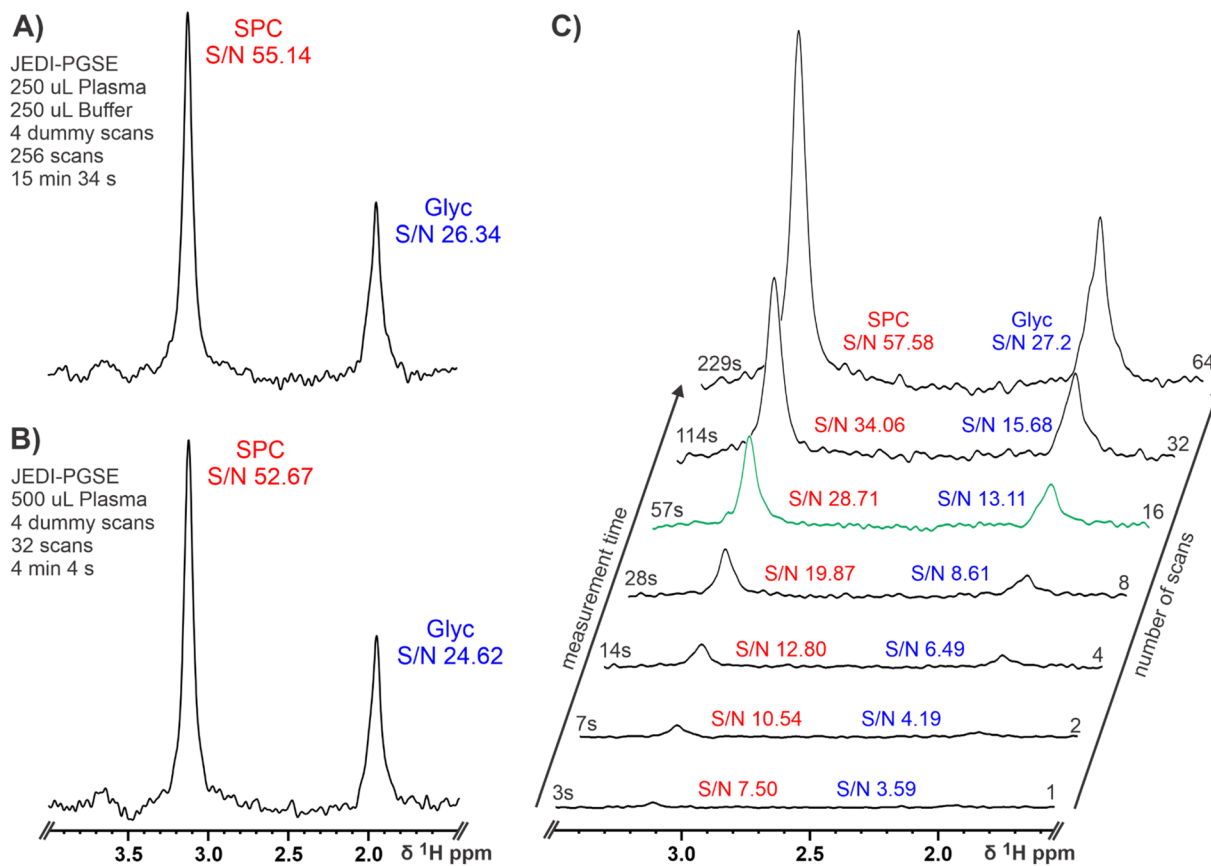 A)
JEDI-PGSE
250 uL Plasma
250 uL Buffer
4 dummy scans
256 scans
15 min 34 s
SPC
S/N 55.14
Glyc
S/N 26.34
B)
JEDI-PGSE
500 uL Plasma
4 dummy scans
32 scans
4 min 4 s
SPC
S/N 52.67
Glyc
S/N 24.62
3.5 3.0 2.5 2.0 δ ¹H ppm
C)
SPC
S/N 57.58
Glyc
S/N 27.2
229s 64
114s S/N 34.06 S/N 15.68 32
57s S/N 28.71 S/N 13.11 16
28s S/N 19.87 S/N 8.61 8
14s S/N 12.80 S/N 6.49 4
7s S/N 10.54 S/N 4.19 2
3s S/N 7.50 S/N 3.59 1
measurement time
number of scans
3.0 2.5 2.0 δ ¹H ppm